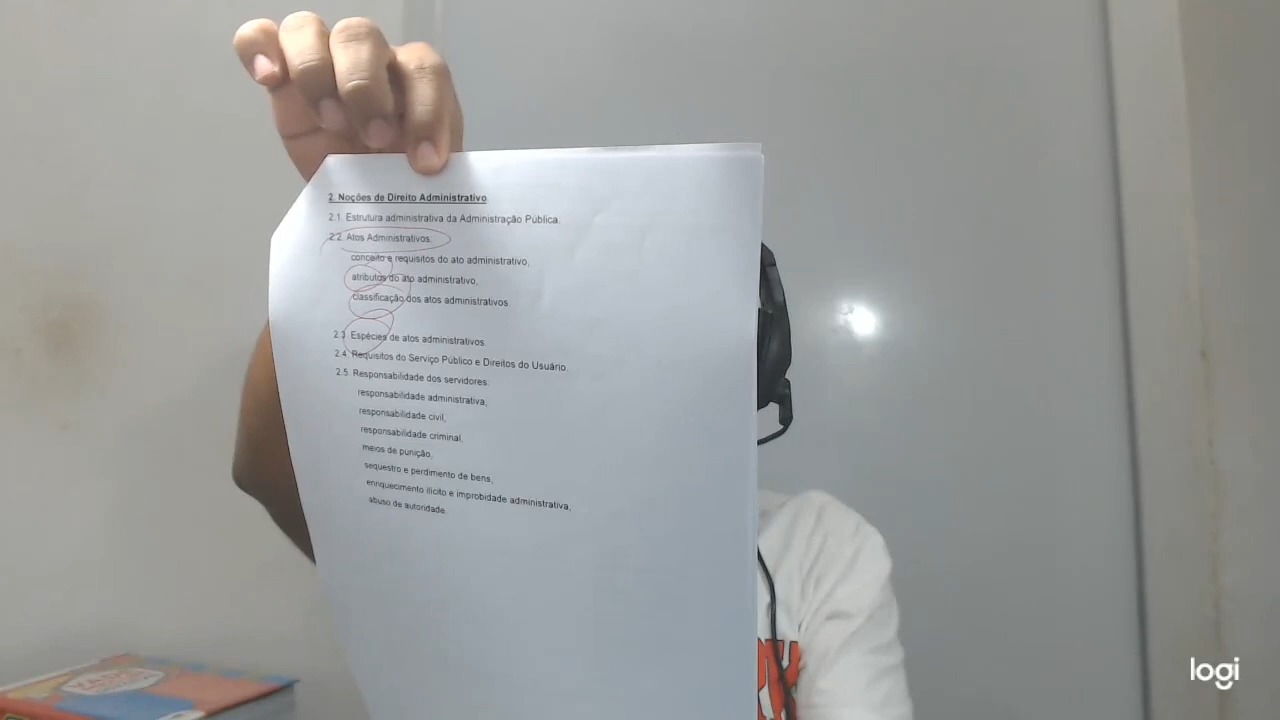 2. Noções de Direito Administrativo
2.1. Estrutura administrativa da Administração Pública.
2.2. Atos Administrativos:
conceito e requisitos do ato administrativo,
atributos do ato administrativo,
classificação dos atos administrativos
2.3 Espécies de atos administrativos.
2.4. Requisitos do Serviço Público e Direitos do Usuário.
2.5. Responsabilidade dos servidores:
responsabilidade administrativa;
responsabilidade civil,
responsabilidade criminal,
meios de punição,
sequestro e perdimento de bens,
enriquecimento ilícito e improbidade administrativa,
abuso de autoridade.
logi